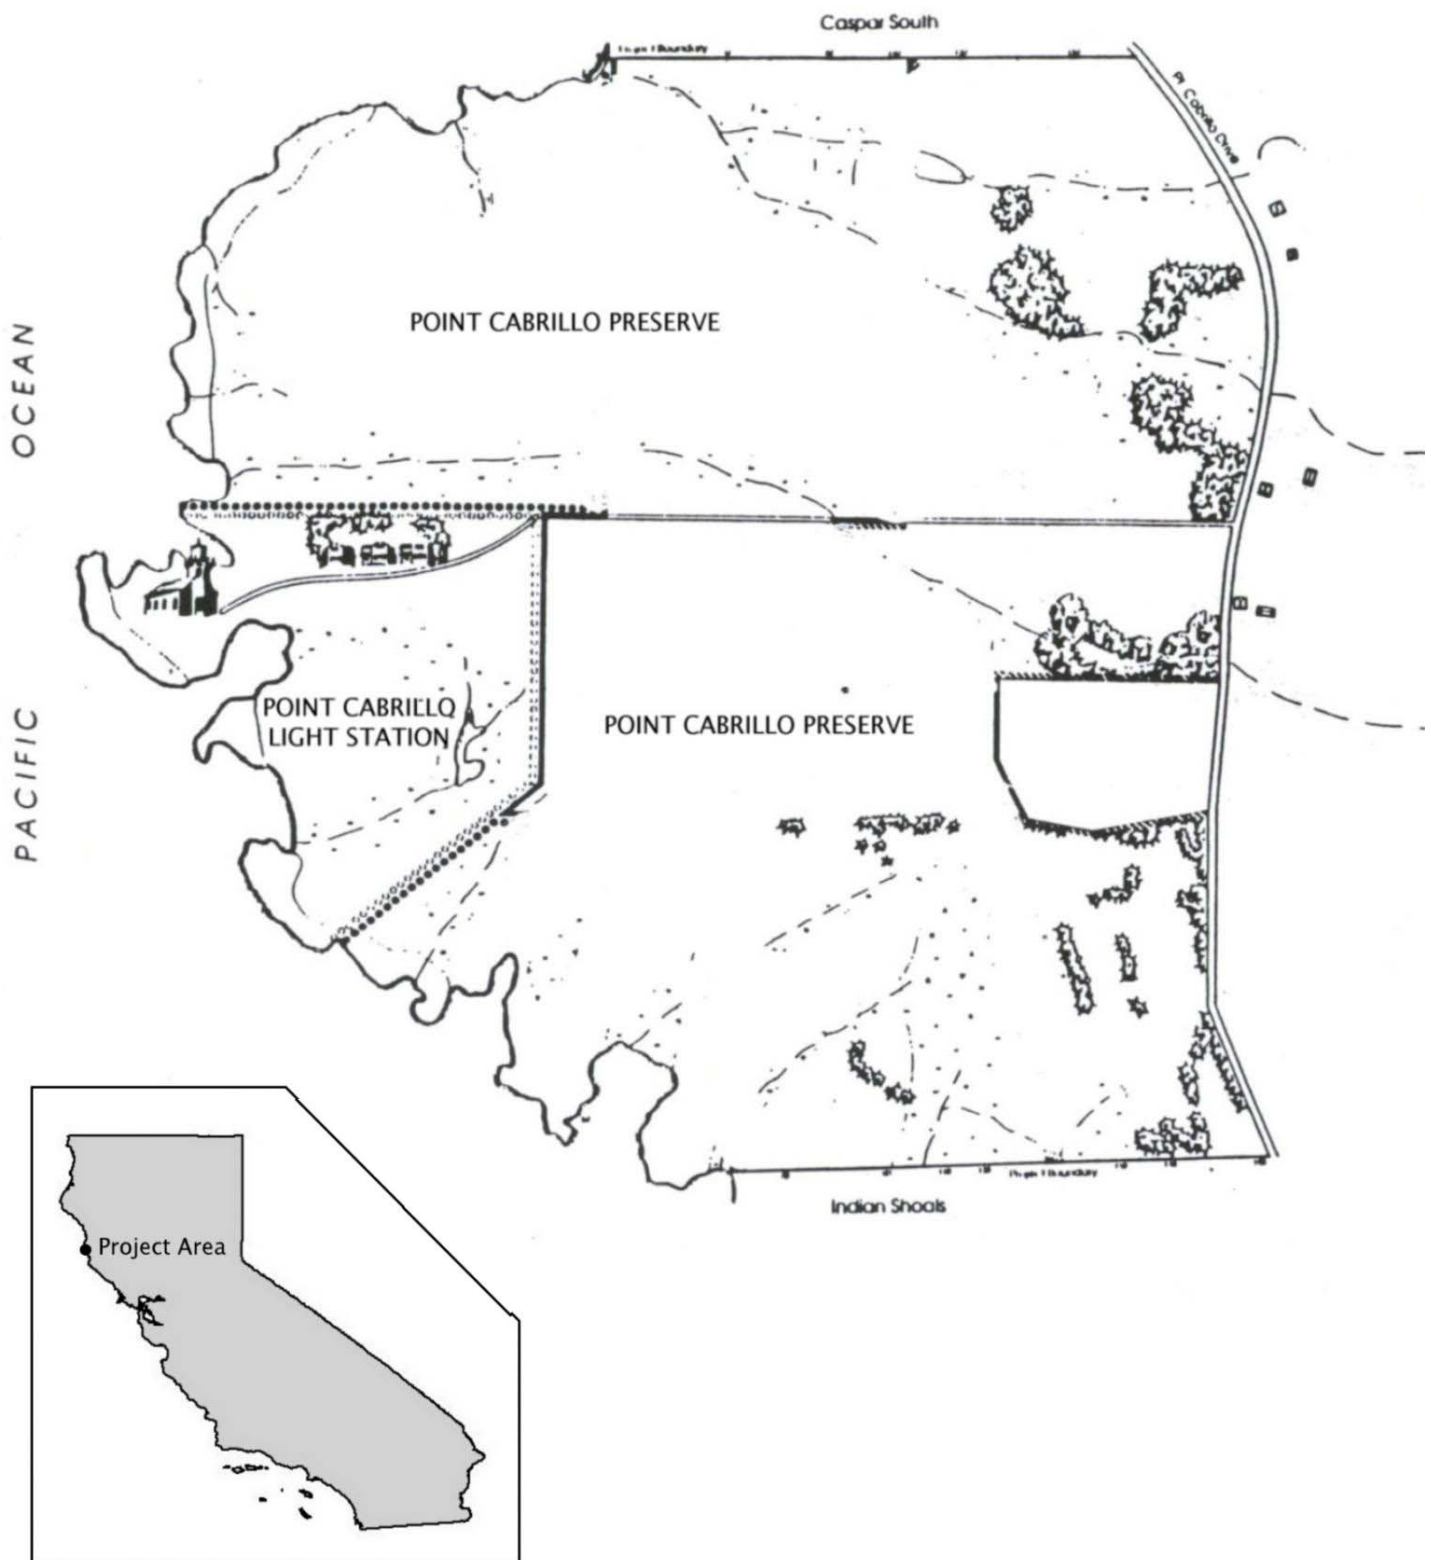 Caspar South
Pt Cabrillo Drive
POINT CABRILLO PRESERVE
OCEAN
POINT CABRILLO
LIGHT STATION
POINT CABRILLO PRESERVE
PACIFIC
Indian Shoals
Project Area